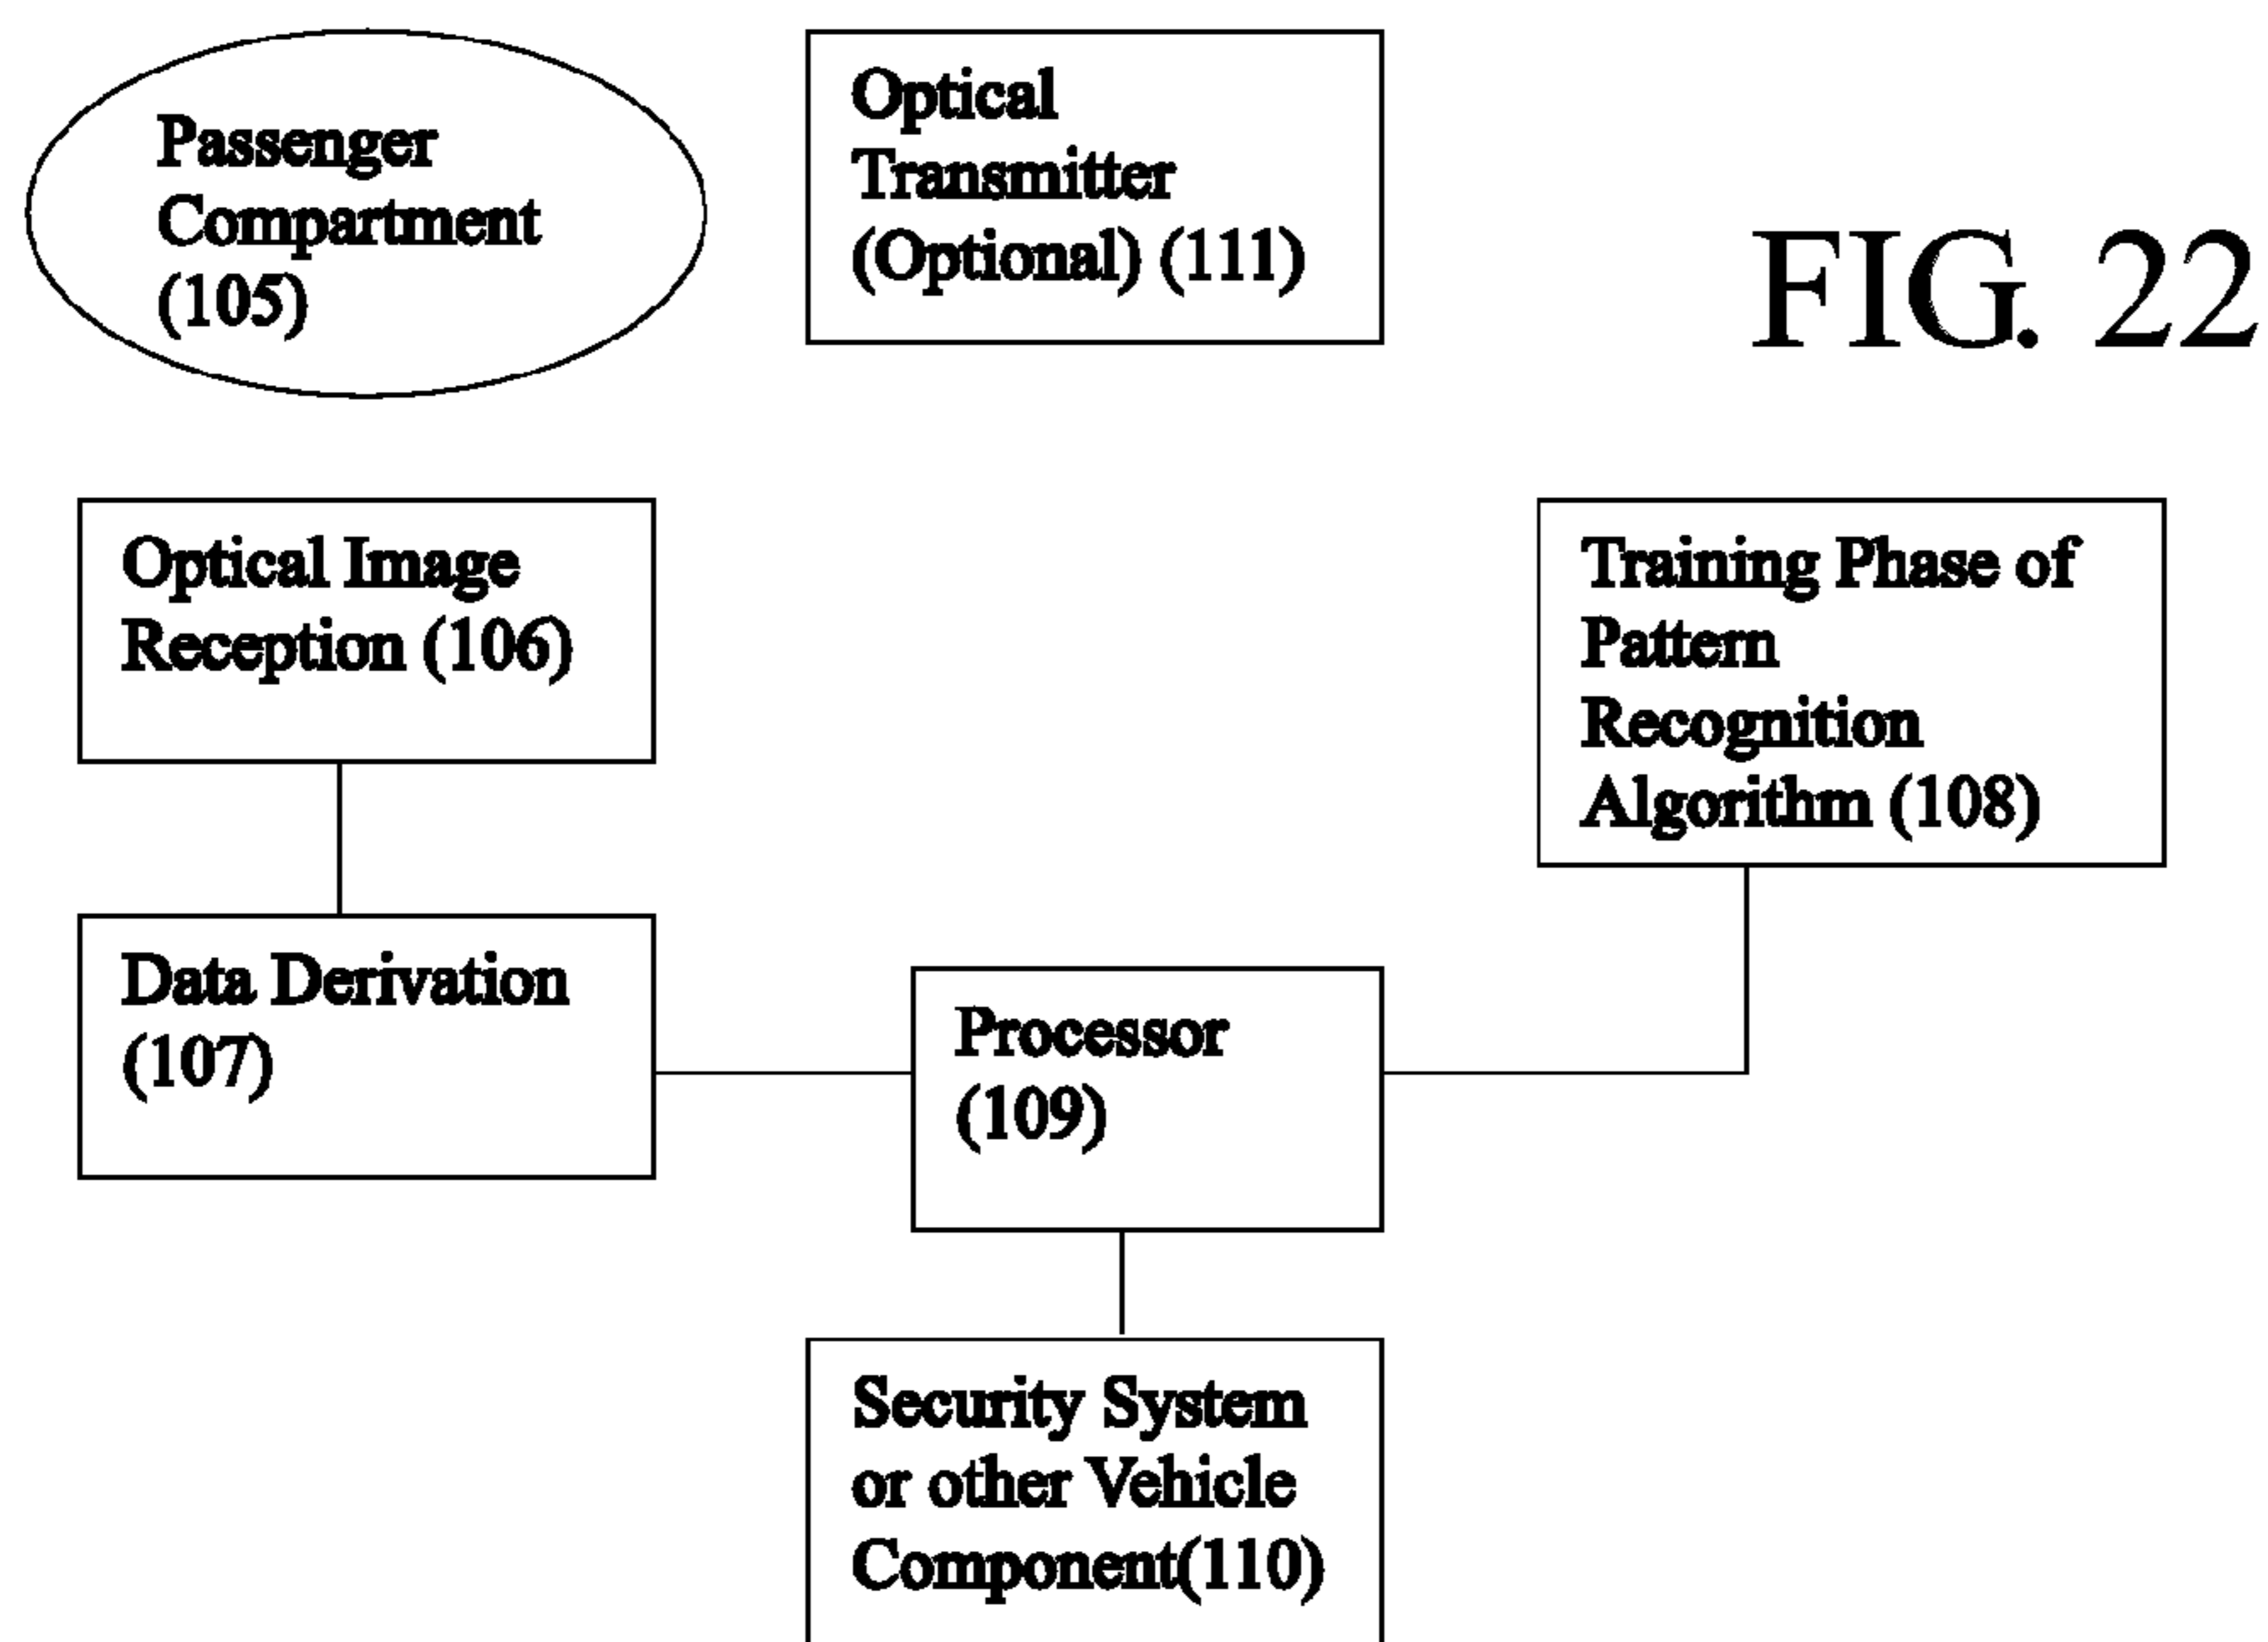 Passenger
Compartment
(105)
Optical
Transmitter
(Optional) (111)
FIG. 22
Optical Image
Reception (106)
Training Phase of
Pattern
Recognition
Algorithm (108)
Data Derivation
(107)
Processor
(109)
Security System
or other Vehicle
Component(110)